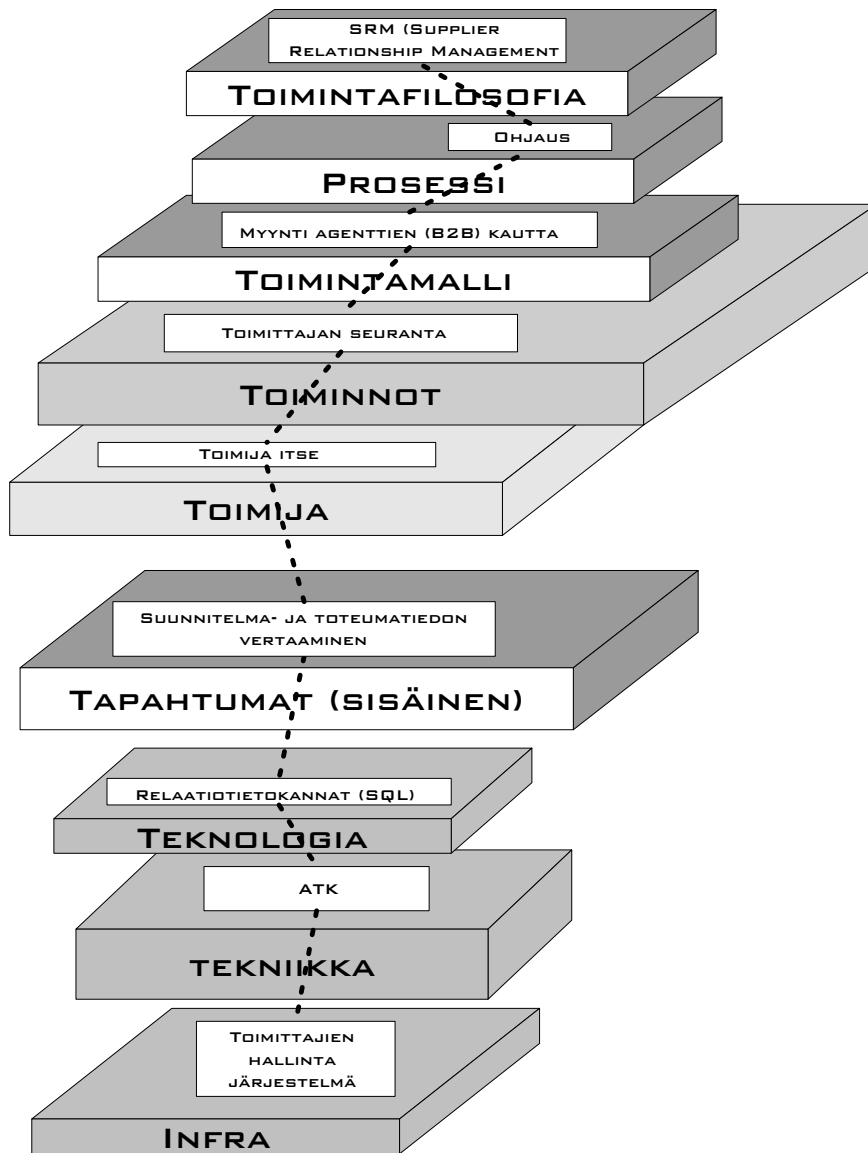 SRM (Supplier
Relationship Management
Toimintafilosofia
Ohjaus
Prosessi
Myynti agenttien (B2B) kautta
Toimintamalli
Toimittajan seuranta
Toiminnot
Toimija itse
Toimija
Suunnitelma- ja toteumatiedon
vertaaminen
Tapahtumat (sisäinen)
Relaatiotietokannat (SQL)
Teknologia
ATK
tekniikka
Toimittajien
hallinta
järjestelmä
Infra